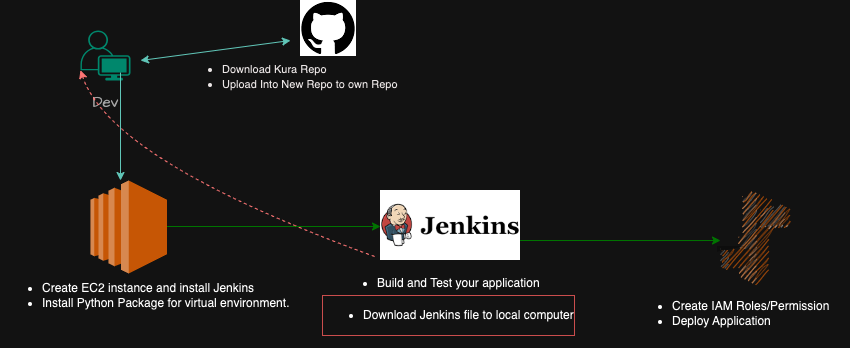 Download Kura Repo
Upload Into New Repo to own Repo
Dev
Jenkins
Create EC2 instance and install Jenkins
Install Python Package for virtual environment.
Build and Test your application
Download Jenkins file to local computer
Create IAM Roles/Permission
Deploy Application